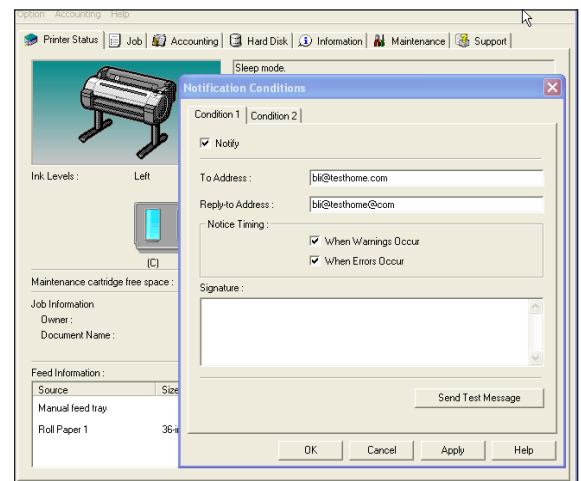 Option Accounting Help
Printer Status Job Accounting Hard Disk Information Maintenance Support
Sleep mode.
Notification Conditions
Condition 1 Condition 2
Notify
Ink Levels : Left
To Address : bli@testhome.com
Reply-to Address : bli@testhome@com
Notice Timing :
When Warnings Occur
(C)
When Errors Occur
Maintenance cartridge free space :
Signature :
Job Information
Owner :
Document Name :
Feed Information :
Source Size
Send Test Message
Manual feed tray
Roll Paper 1 36-i
OK Cancel Apply Help